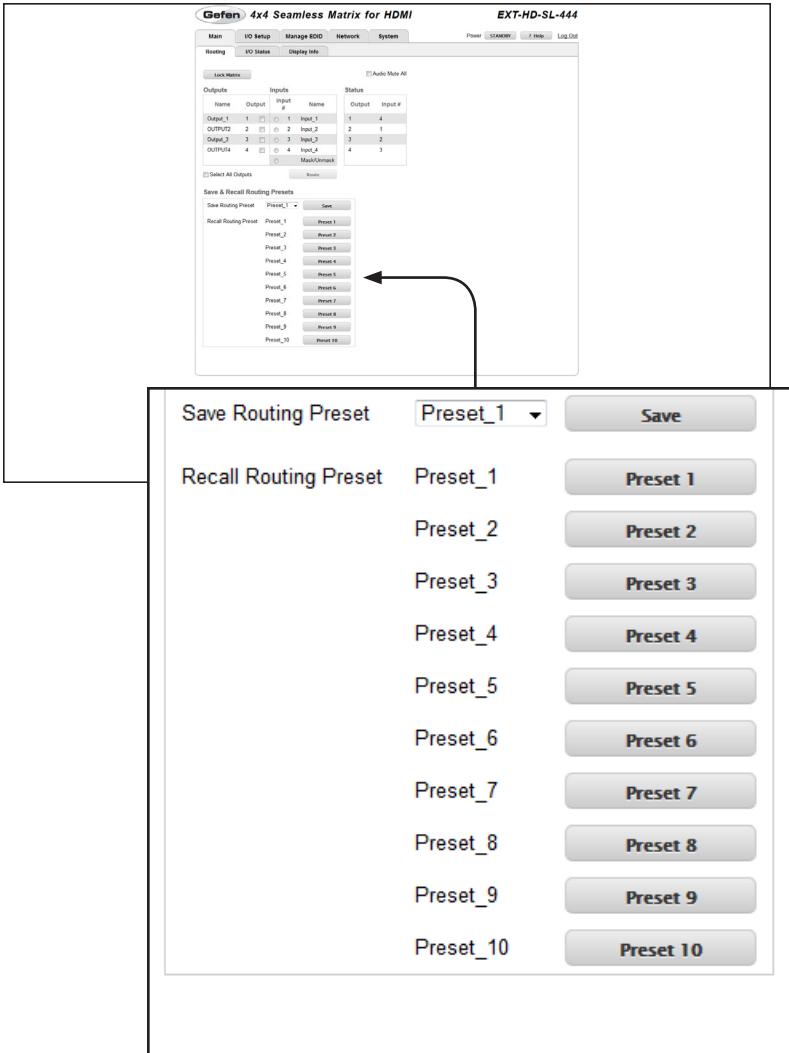 Gefen 4x4 Seamless Matrix for HDMI EXT-HD-SL-444
Main I/O Setup Manage EDID Network System Power STANDBY ? Help Log Out
Routing I/O Status Display Info
Lock Matrix Audio Mute All
Outputs Inputs Status
Name Output Input # Name Output Input #
Output_1 1 1 Input_1 1 4
OUTPUT2 2 2 Input_2 2 1
Output_3 3 3 Input_3 3 2
OUTPUT4 4 4 Input_4 4 3
Mask/Unmask
Select All Outputs Route
Save & Recall Routing Presets
Save Routing Preset Preset_1 Save
Recall Routing Preset Preset_1 Preset 1
Preset_2 Preset 2
Preset_3 Preset 3
Preset_4 Preset 4
Preset_5 Preset 5
Preset_6 Preset 6
Preset_7 Preset 7
Preset_8 Preset 8
Preset_9 Preset 9
Preset_10 Preset 10
Save Routing Preset Preset_1 Save
Recall Routing Preset Preset_1 Preset 1
Preset_2 Preset 2
Preset_3 Preset 3
Preset_4 Preset 4
Preset_5 Preset 5
Preset_6 Preset 6
Preset_7 Preset 7
Preset_8 Preset 8
Preset_9 Preset 9
Preset_10 Preset 10